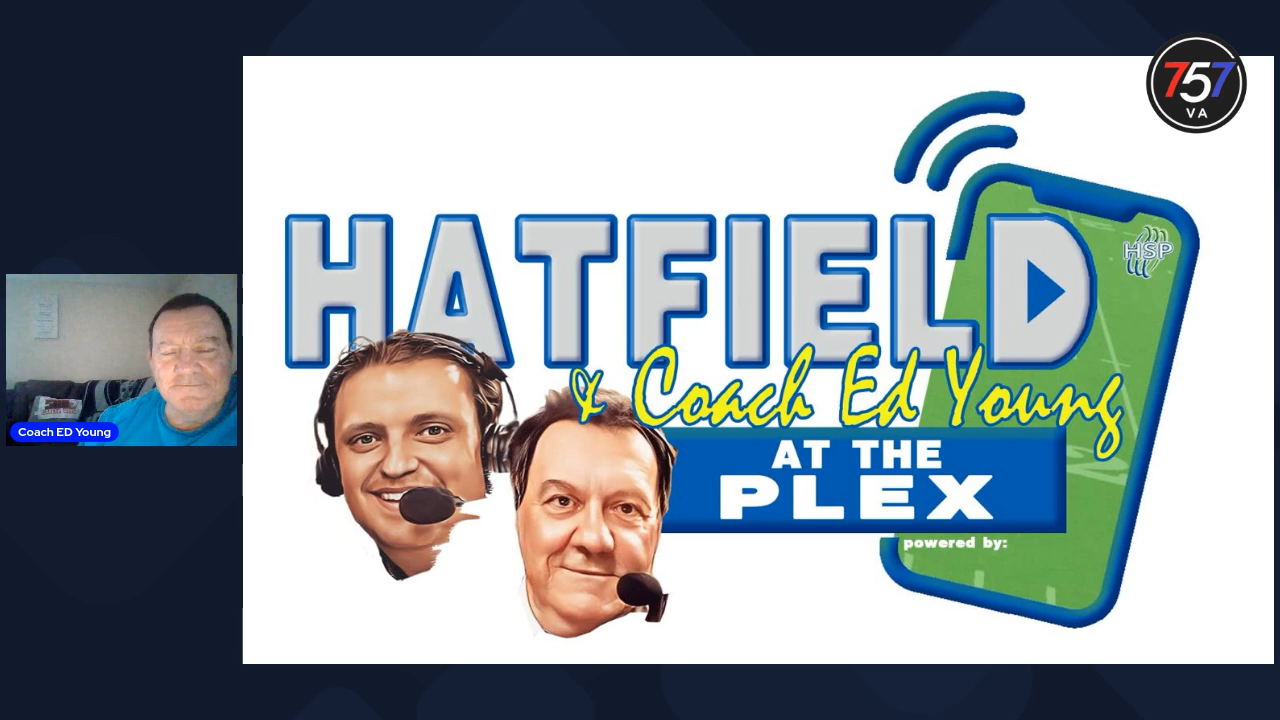 757
VA
HATFIELD
HSP
& Coach Ed Young
AT THE
PLEX
powered by:
Coach ED Young